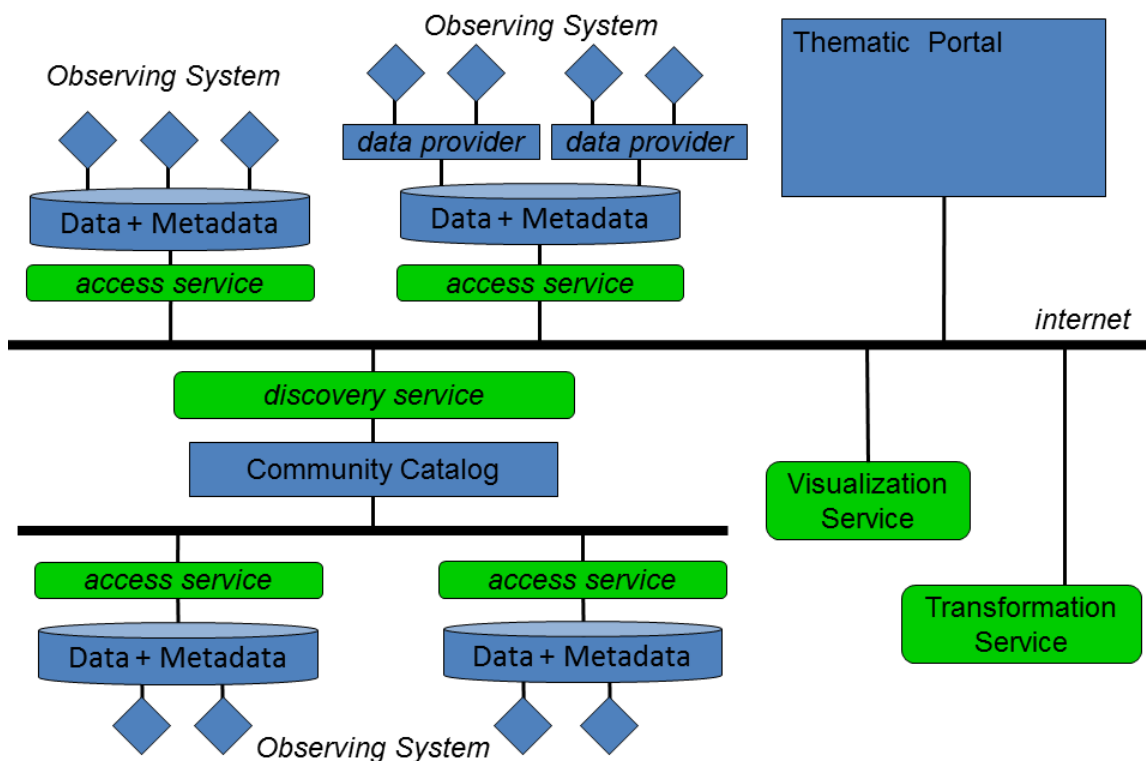 Observing System
Observing System
Thematic Portal
data provider
data provider
Data + Metadata
Data + Metadata
access service
access service
internet
discovery service
Community Catalog
Visualization
Service
access service
access service
Transformation
Service
Data + Metadata
Data + Metadata
Observing System